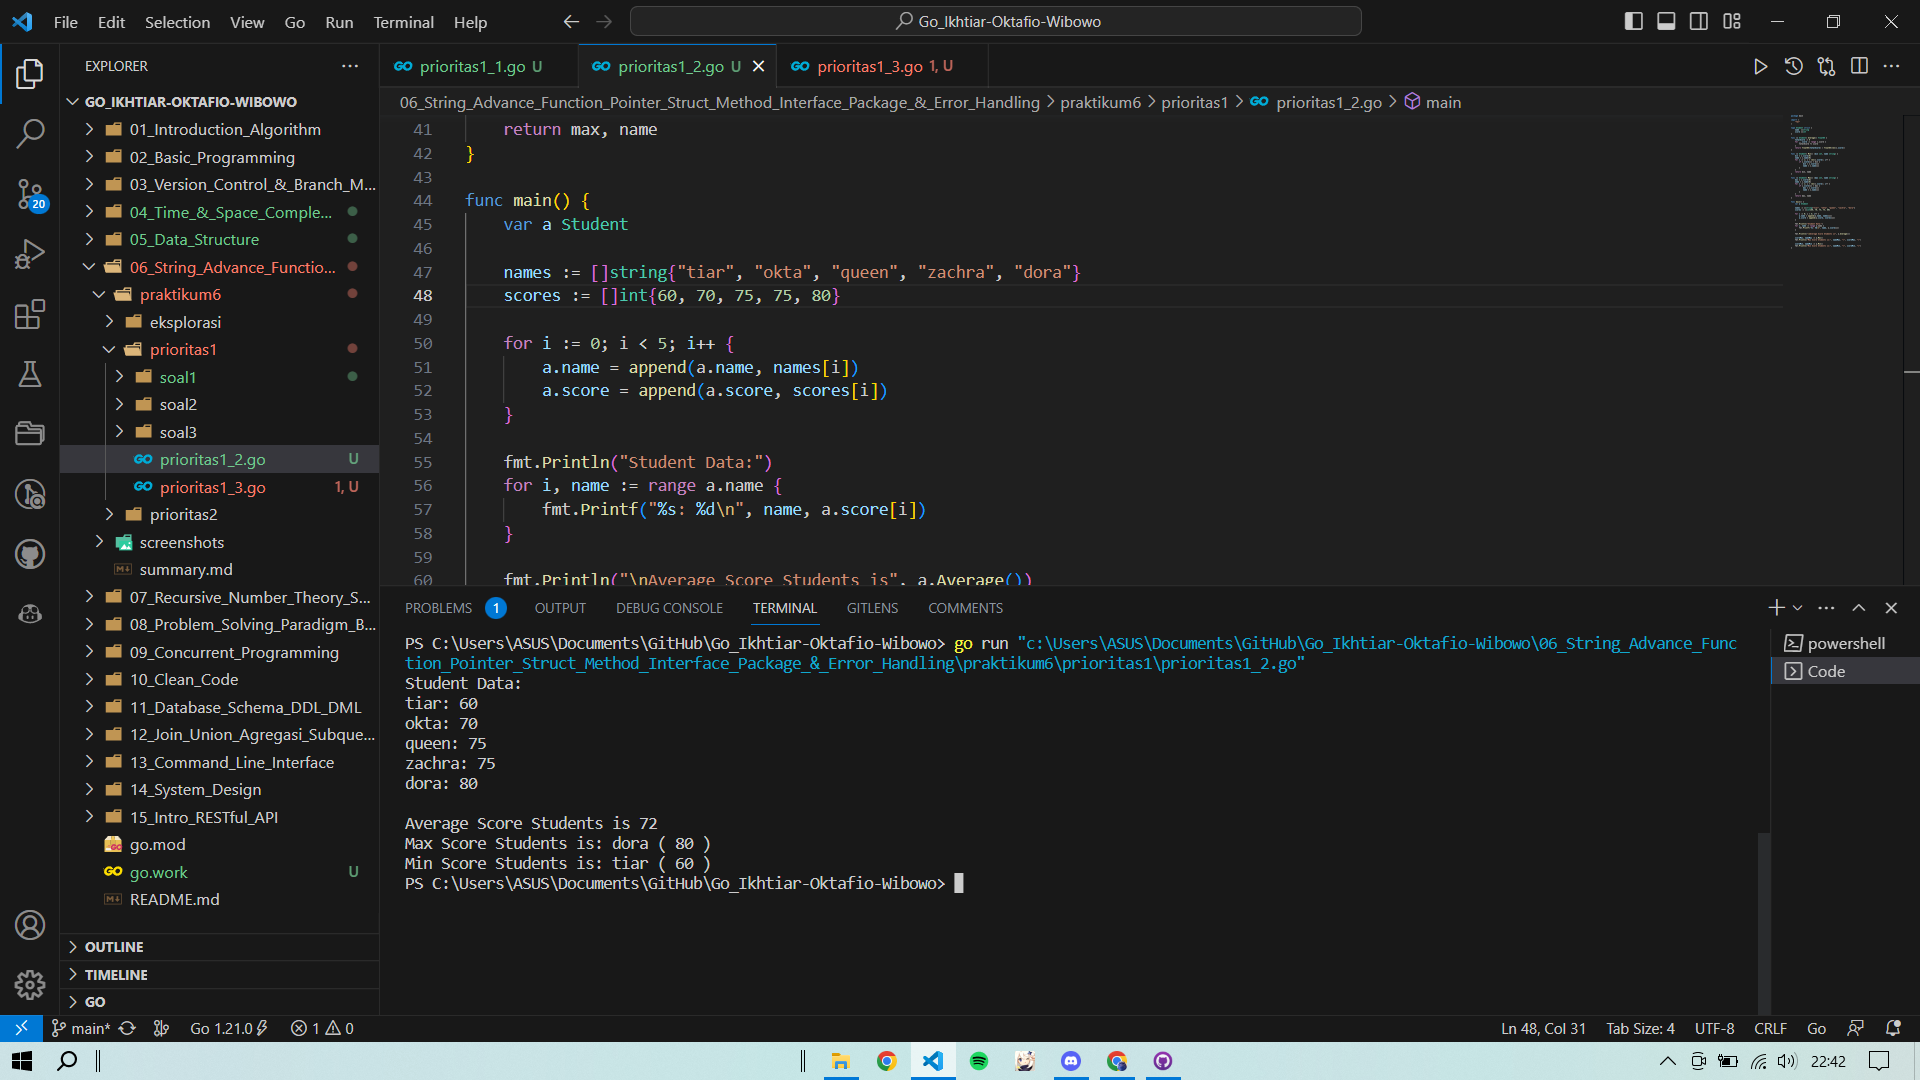 File Edit Selection View Go Run Terminal Help
Go_Ikhtiar-Oktafio-Wibowo
EXPLORER
GO_IKHTIAR-OKTAFIO-WIBOWO
01_Introduction_Algorithm
02_Basic_Programming
03_Version_Control_&_Branch_M...
04_Time_&_Space_Comple...
05_Data_Structure
06_String_Advance_Functio...
praktikum6
eksplorasi
prioritas1
soal1
soal2
soal3
GO prioritas1_2.go U
GO prioritas1_3.go 1, U
prioritas2
screenshots
summary.md
07_Recursive_Number_Theory_S...
08_Problem_Solving_Paradigm_B...
09_Concurrent_Programming
10_Clean_Code
11_Database_Schema_DDL_DML
12_Join_Union_Agregasi_Subque...
13_Command_Line_Interface
14_System_Design
15_Intro_RESTful_API
go.mod
GO go.work U
README.md
OUTLINE
TIMELINE
GO
20
GO prioritas1_1.go U GO prioritas1_2.go U GO prioritas1_3.go 1, U
06_String_Advance_Function_Pointer_Struct_Method_Interface_Package_&_Error_Handling > praktikum6 > prioritas1 > GO prioritas1_2.go > main
41 return max, name
42 }
43
44 func main() {
45 var a Student
46
47 names := []string{"tiar", "okta", "queen", "zachra", "dora"}
48 scores := []int{60, 70, 75, 75, 80}
49
50 for i := 0; i < 5; i++ {
51 a.name = append(a.name, names[i])
52 a.score = append(a.score, scores[i])
53 }
54
55 fmt.Println("Student Data:")
56 for i, name := range a.name {
57 fmt.Printf("%s: %d\n", name, a.score[i])
58 }
59
60 fmt.Println("\nAverage Score Students is", a.Average())
PROBLEMS 1 OUTPUT DEBUG CONSOLE TERMINAL GITLENS COMMENTS
PS C:\Users\ASUS\Documents\GitHub\Go_Ikhtiar-Oktafio-Wibowo> go run "c:\Users\ASUS\Documents\GitHub\Go_Ikhtiar-Oktafio-Wibowo\06_String_Advance_Func
tion_Pointer_Struct_Method_Interface_Package_&_Error_Handling\praktikum6\prioritas1\prioritas1_2.go"
Student Data:
tiar: 60
okta: 70
queen: 75
zachra: 75
dora: 80
Average Score Students is 72
Max Score Students is: dora ( 80 )
Min Score Students is: tiar ( 60 )
PS C:\Users\ASUS\Documents\GitHub\Go_Ikhtiar-Oktafio-Wibowo>
powershell
Code
main* Go 1.21.0 1 0
Ln 48, Col 31 Tab Size: 4 UTF-8 CRLF Go
22:42